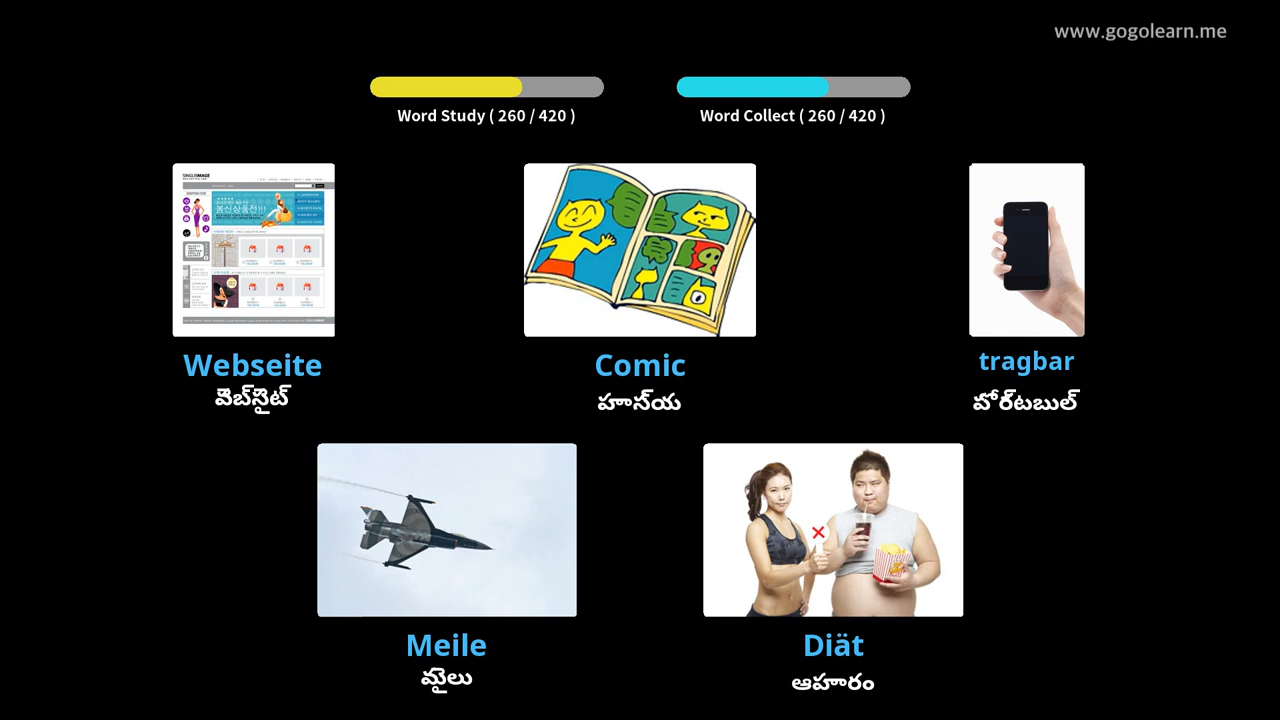 www.gogolearn.me
Word Study ( 260 / 420 )
Word Collect ( 260 / 420 )
Webseite
వెబ్‌సైట్
Comic
హాస్య
tragbar
పోర్టబుల్
Meile
మైలు
Diät
ఆహారం